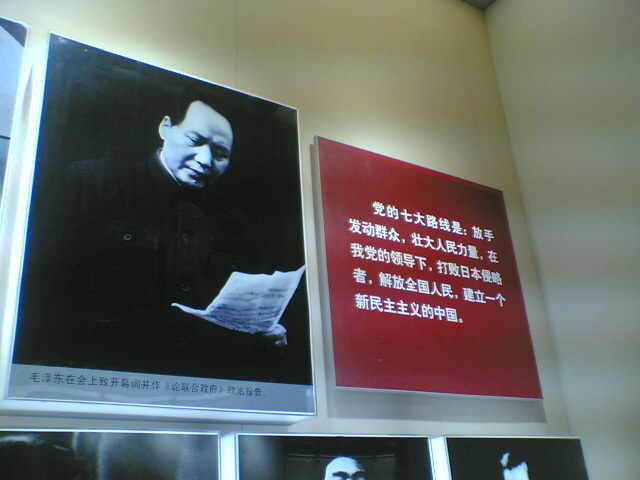 毛泽东在会上致开幕词并作《论联合政府》政治报告。
党的七大路线是：放手
发动群众，壮大人民力量，在
我党的领导下，打败日本侵略
者，解放全国人民，建立一个
新民主主义的中国。